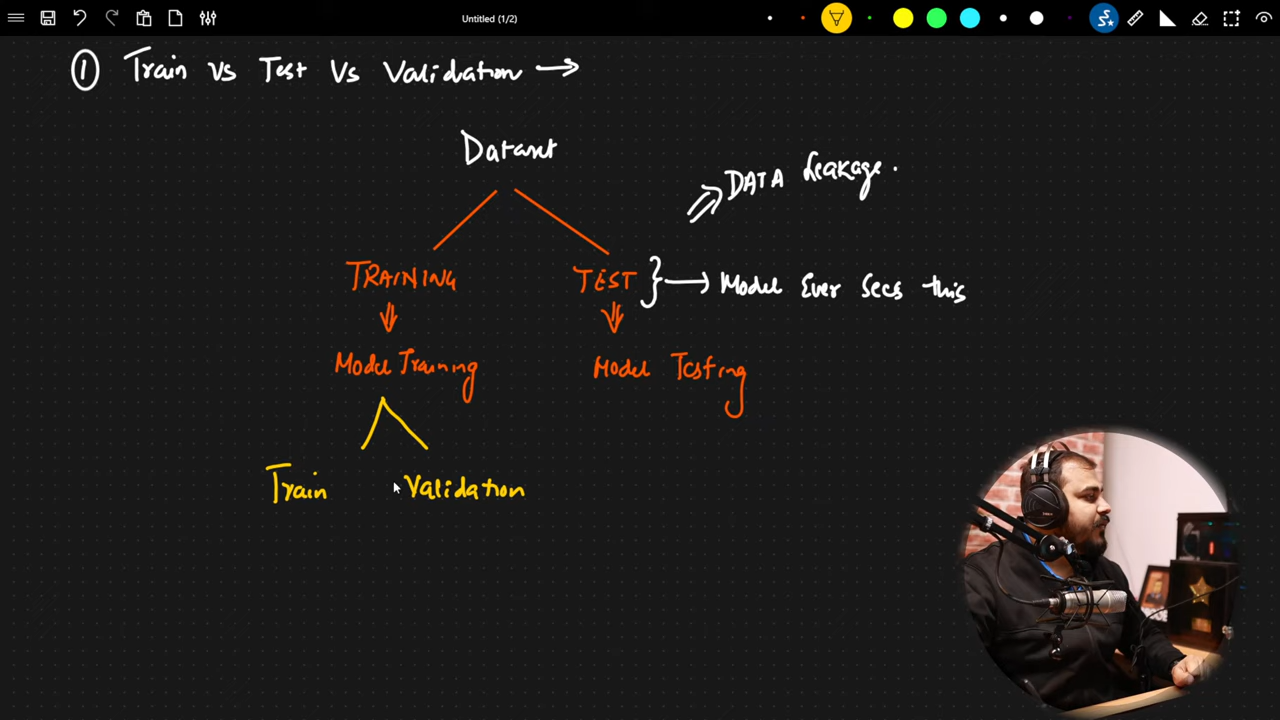 Untitled (1/2)
① Train vs Test Vs Validation →
Dataset
DATA Leakage.
TRAINING
TEST
Model Ever Sees this
Model Training
Model Testing
Train
Validation